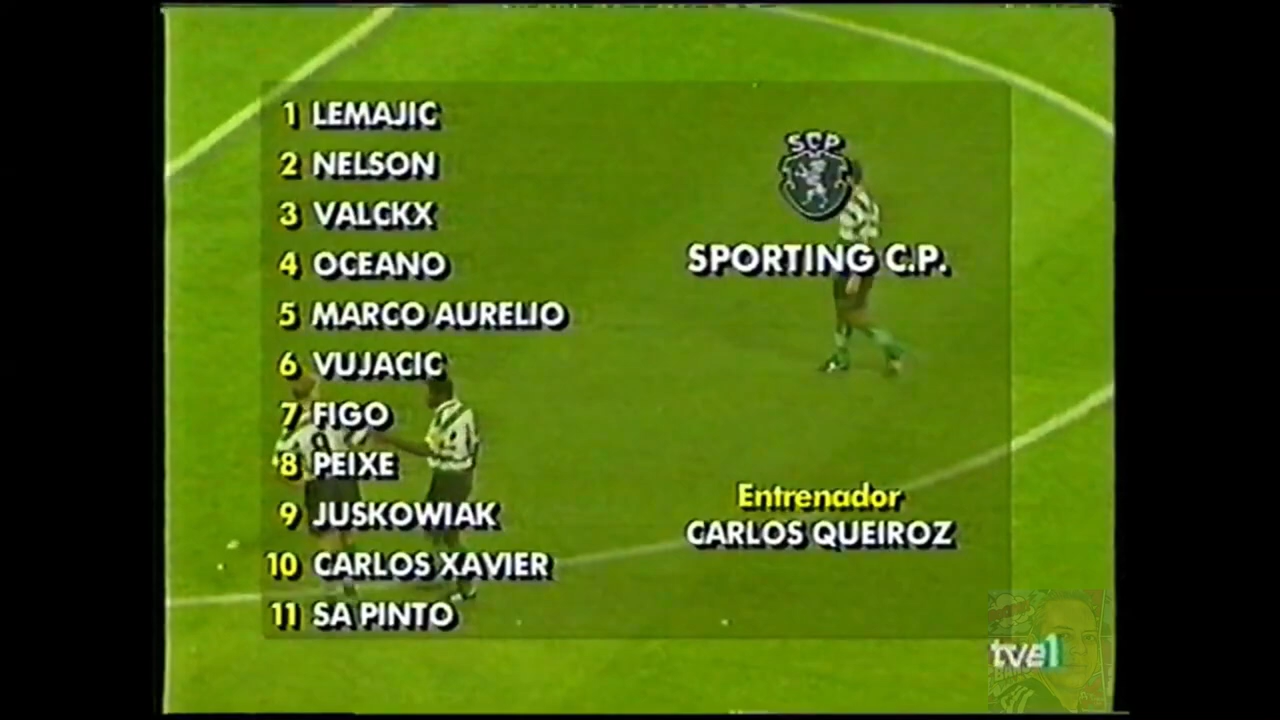 1 LEMAJIC
2 NELSON
3 VALCKX
4 OCEANO
5 MARCO AURELIO
6 VUJACIC
7 FIGO
8 PEIXE
9 JUSKOWIAK
10 CARLOS XAVIER
11 SA PINTO
SCP
SPORTING C.P.
Entrenador
CARLOS QUEIROZ
9
tve1